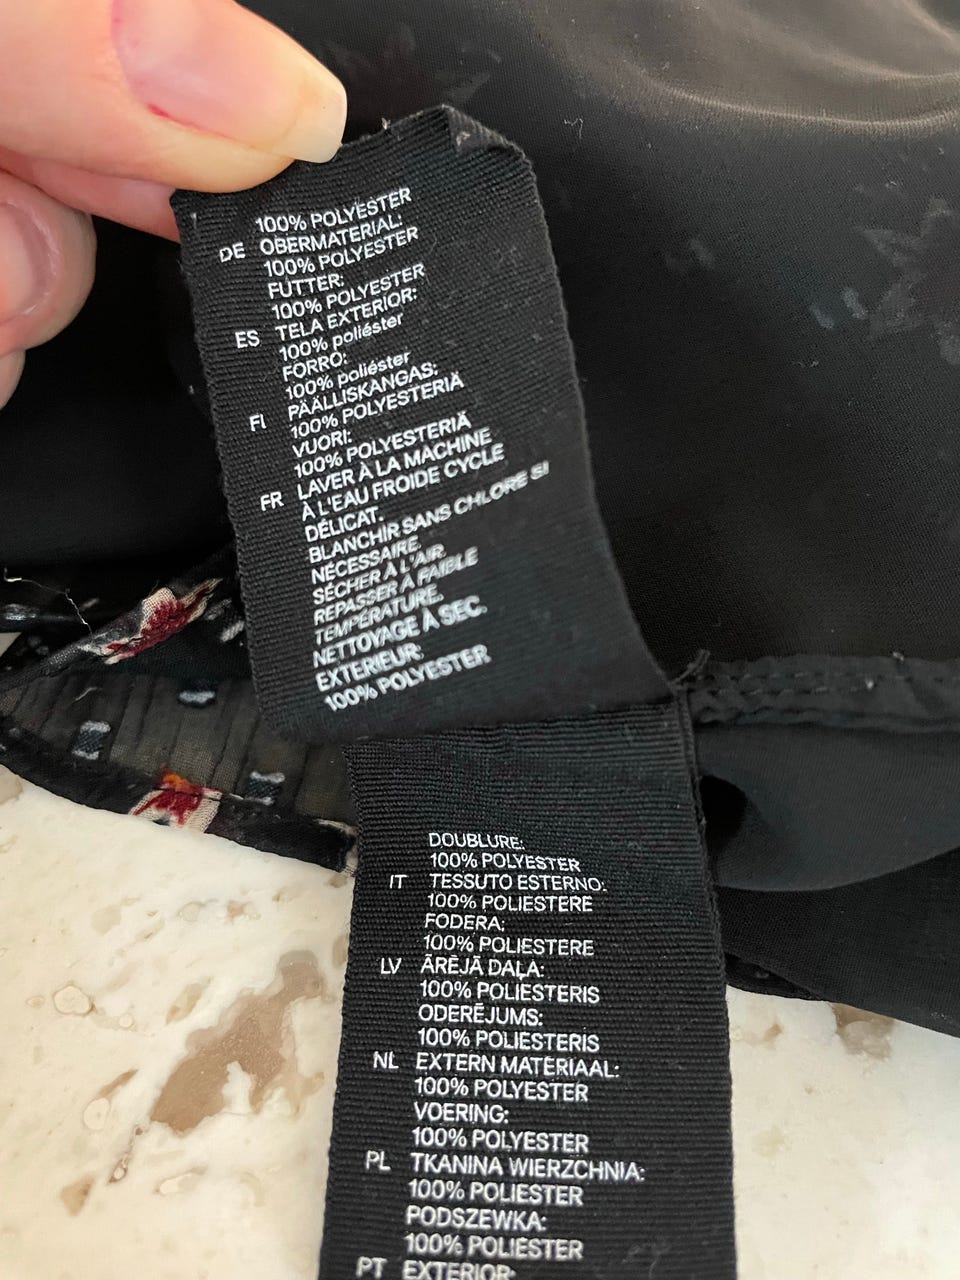 100% POLYESTER
DE OBERMATERIAL:
100% POLYESTER
FUTTER:
100% POLYESTER
ES TELA EXTERIOR:
100% poliéster
FORRO:
100% poliéster
FI PÄÄLLISKANGAS:
100% POLYESTERIÄ
VUORI:
100% POLYESTERIÄ
FR LAVER À LA MACHINE
À L'EAU FROIDE CYCLE
DÉLICAT.
BLANCHIR SANS CHLORE SI
NÉCESSAIRE.
SÉCHER À L'AIR.
REPASSER À FAIBLE
TEMPÉRATURE.
NETTOYAGE À SEC.
EXTERIEUR:
100% POLYESTER
DOUBLURE:
100% POLYESTER
IT TESSUTO ESTERNO:
100% POLIESTERE
FODERA:
100% POLIESTERE
LV ĀRĒJĀ DAĻA:
100% POLIESTERIS
ODERĒJUMS:
100% POLIESTERIS
NL EXTERN MATERIAAL:
100% POLYESTER
VOERING:
100% POLYESTER
PL TKANINA WIERZCHNIA:
100% POLIESTER
PODSZEWKA:
100% POLIESTER
PT EXTERIOR: